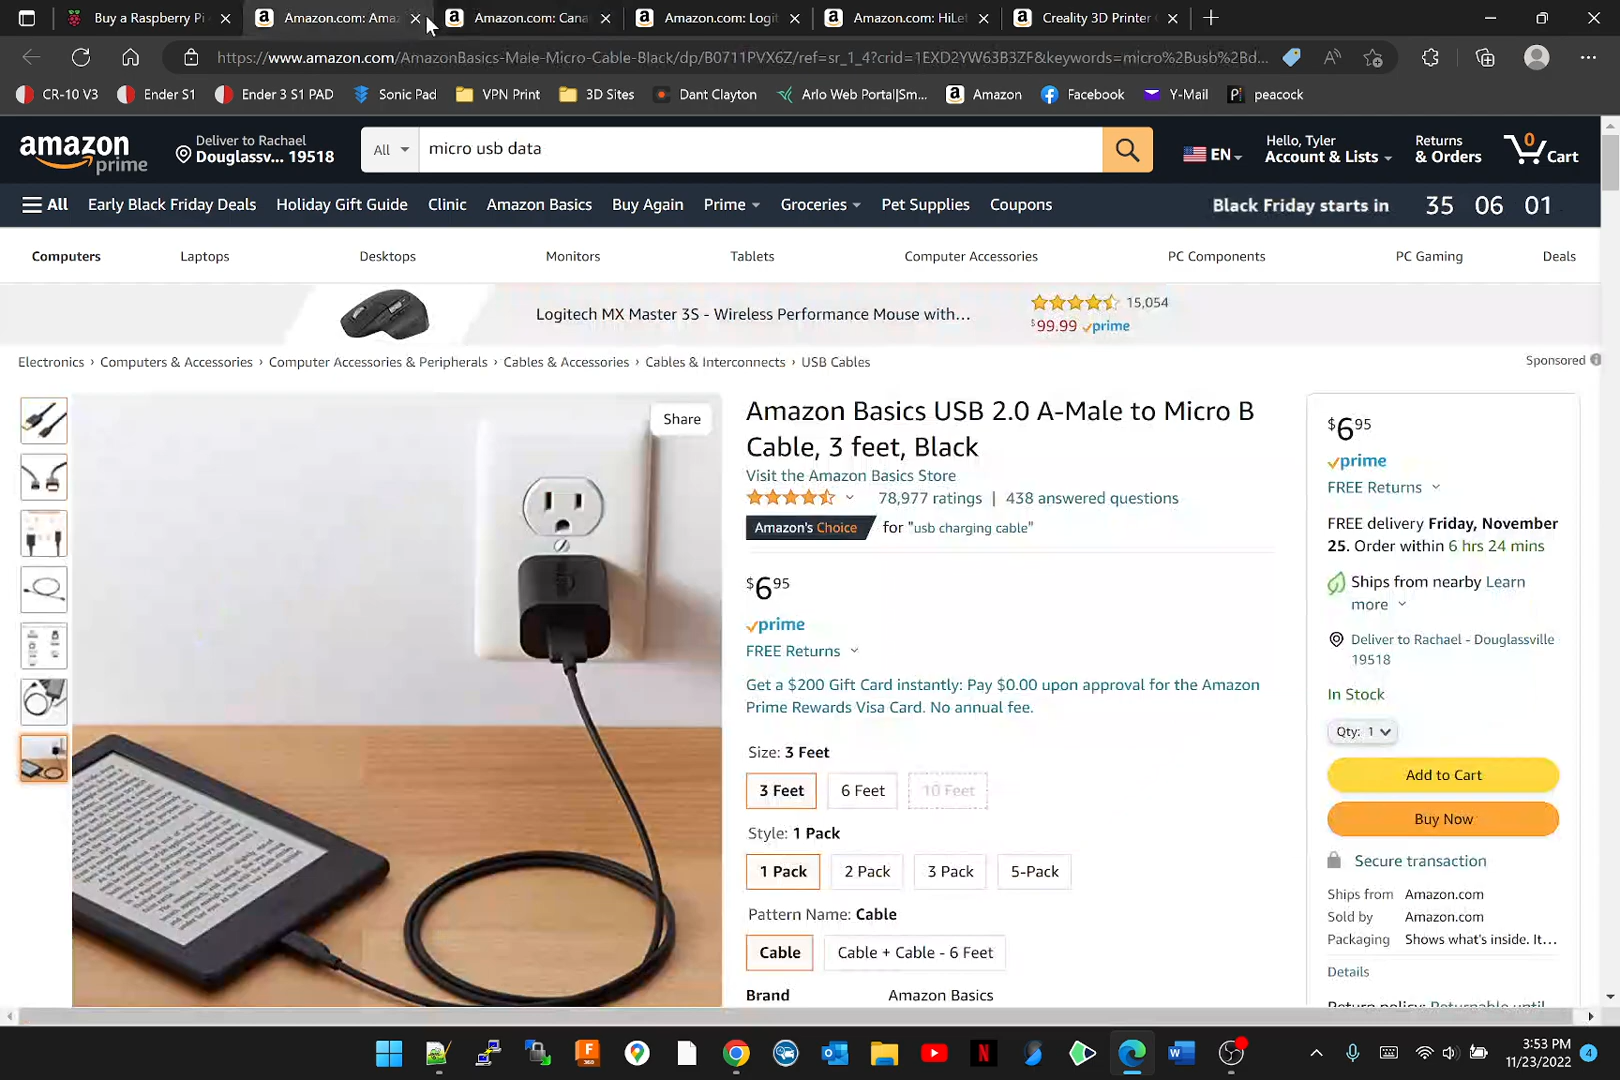 Buy a Raspberry Pi
Amazon.com: Ama
Amazon.com: Cana
Amazon.com: Logit
Amazon.com: HiLet
Creality 3D Printer
https://www.amazon.com/AmazonBasics-Male-Micro-Cable-Black/dp/B0711PVX6Z/ref=sr_1_4?crid=1EXD2YW63B3ZF&keywords=micro%2Busb%2Bd...
CR-10 V3
Ender S1
Ender 3 S1 PAD
Sonic Pad
VPN Print
3D Sites
Dant Clayton
Arlo Web Portal|Sm...
Amazon
Facebook
Y-Mail
peacock
amazon
prime
Deliver to Rachael
Douglassv... 19518
All
micro usb data
EN
Hello, Tyler
Account & Lists
Returns
& Orders
0
Cart
All
Early Black Friday Deals
Holiday Gift Guide
Clinic
Amazon Basics
Buy Again
Prime
Groceries
Pet Supplies
Coupons
Black Friday starts in 35 06 01
Computers
Laptops
Desktops
Monitors
Tablets
Computer Accessories
PC Components
PC Gaming
Deals
Logitech MX Master 3S - Wireless Performance Mouse with...
15,054
$99.99 prime
Electronics › Computers & Accessories › Computer Accessories & Peripherals › Cables & Accessories › Cables & Interconnects › USB Cables
Sponsored
Share
Amazon Basics USB 2.0 A-Male to Micro B
Cable, 3 feet, Black
Visit the Amazon Basics Store
78,977 ratings | 438 answered questions
Amazon's Choice for "usb charging cable"
$695
prime
FREE Returns
Get a $200 Gift Card instantly: Pay $0.00 upon approval for the Amazon
Prime Rewards Visa Card. No annual fee.
Size: 3 Feet
3 Feet
6 Feet
10 Feet
Style: 1 Pack
1 Pack
2 Pack
3 Pack
5-Pack
Pattern Name: Cable
Cable
Cable + Cable - 6 Feet
Brand Amazon Basics
$695
prime
FREE Returns
FREE delivery Friday, November
25. Order within 6 hrs 24 mins
Ships from nearby Learn
more
Deliver to Rachael - Douglassville
19518
In Stock
Qty: 1
Add to Cart
Buy Now
Secure transaction
Ships from Amazon.com
Sold by Amazon.com
Packaging Shows what's inside. It...
Details
Return policy: Returnable until
3:53 PM
11/23/2022
4